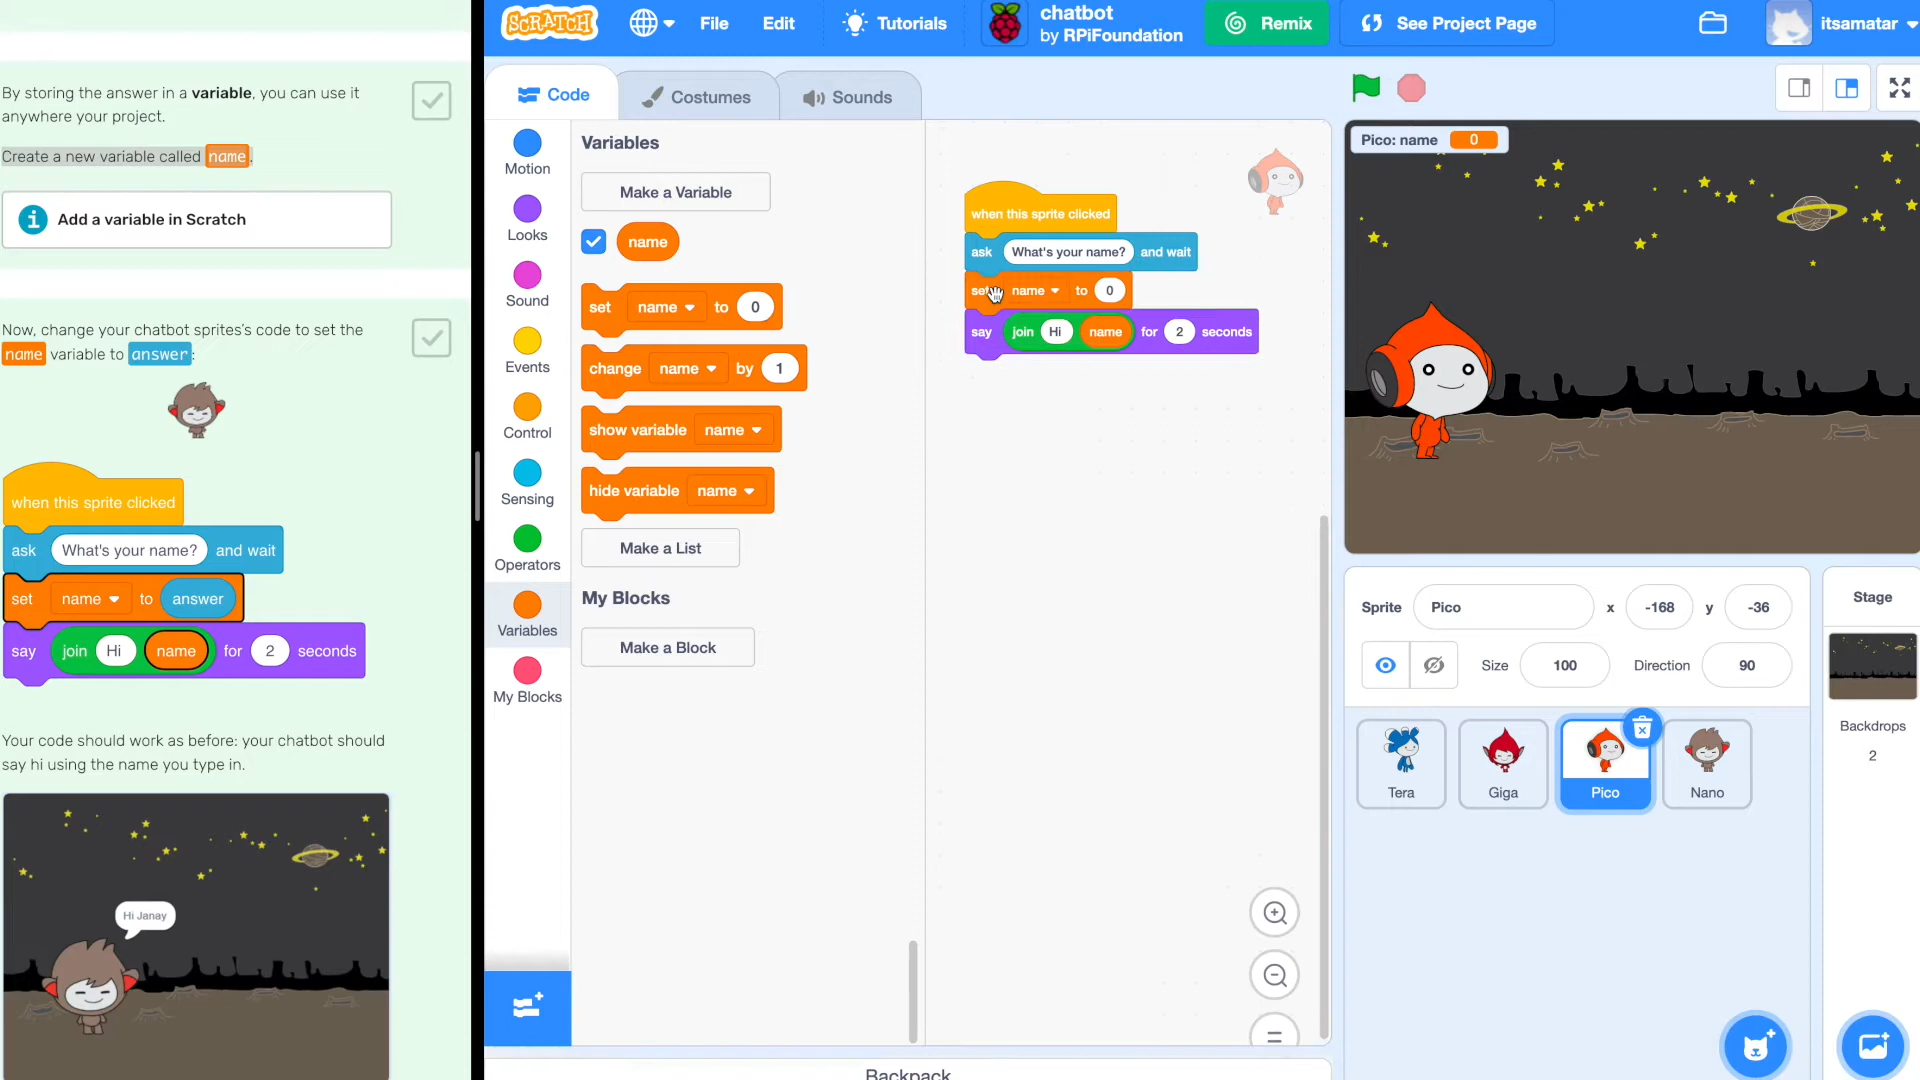 By storing the answer in a variable, you can use it
anywhere your project.
Create a new variable called name.
Add a variable in Scratch
Now, change your chatbot sprites's code to set the
name variable to answer:
when this sprite clicked
ask What's your name? and wait
set name to answer
say join Hi name for 2 seconds
Your code should work as before: your chatbot should
say hi using the name you type in.
Hi Janay
SCRATCH
File
Edit
Tutorials
chatbot
by RPiFoundation
Remix
See Project Page
itsamatar
Code
Costumes
Sounds
Motion
Looks
Sound
Events
Control
Sensing
Operators
Variables
My Blocks
Variables
Make a Variable
name
set name to 0
change name by 1
show variable name
hide variable name
Make a List
My Blocks
Make a Block
when this sprite clicked
ask What's your name? and wait
set name to 0
say join Hi name for 2 seconds
Backpack
Pico: name 0
Sprite Pico x -168 y -36
Size 100 Direction 90
Tera
Giga
Pico
Nano
Stage
Backdrops
2